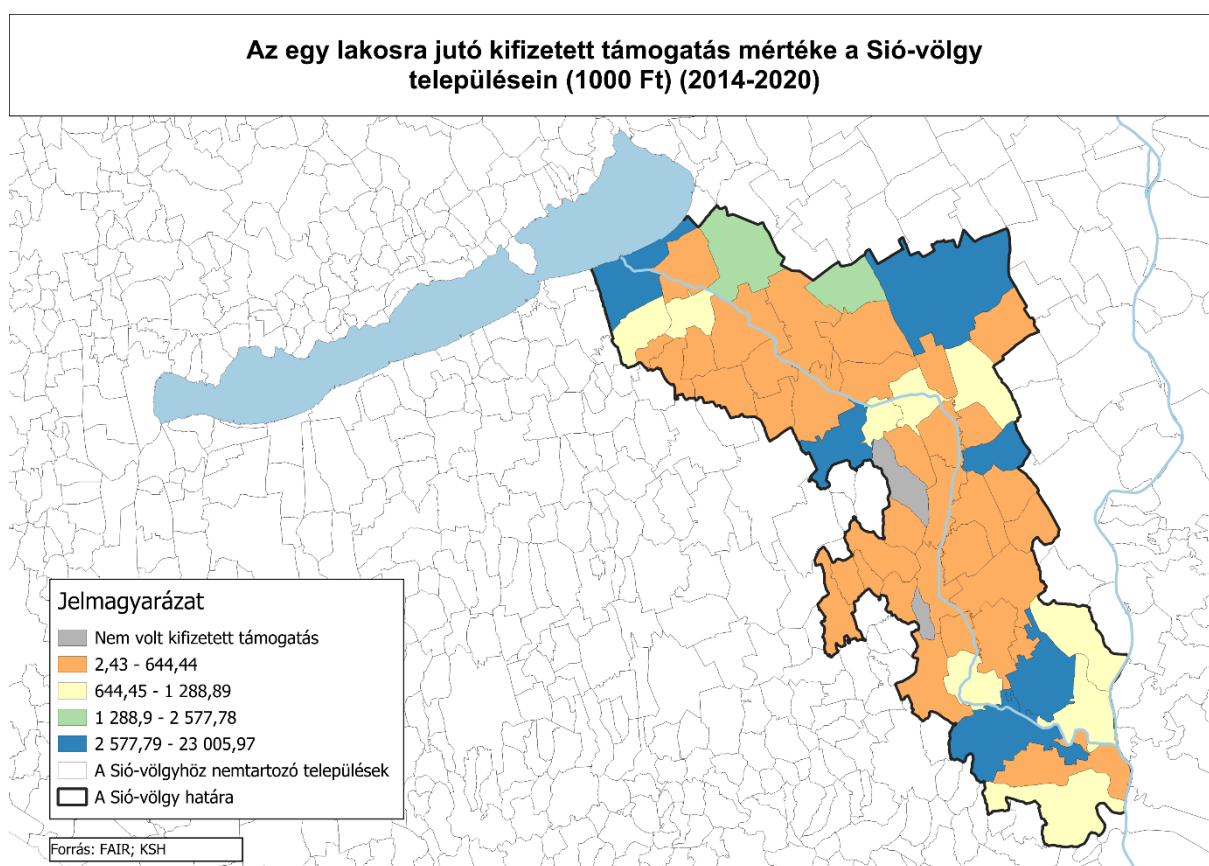 Az egy lakosra jutó kifizetett támogatás mértéke a Sió-völgy
településein (1000 Ft) (2014-2020)
Jelmagyarázat
Nem volt kifizetett támogatás
2,43 - 644,44
644,45 - 1 288,89
1 288,9 - 2 577,78
2 577,79 - 23 005,97
A Sió-völgyhöz nemtartozó települések
A Sió-völgy határa
Forrás: FAIR; KSH